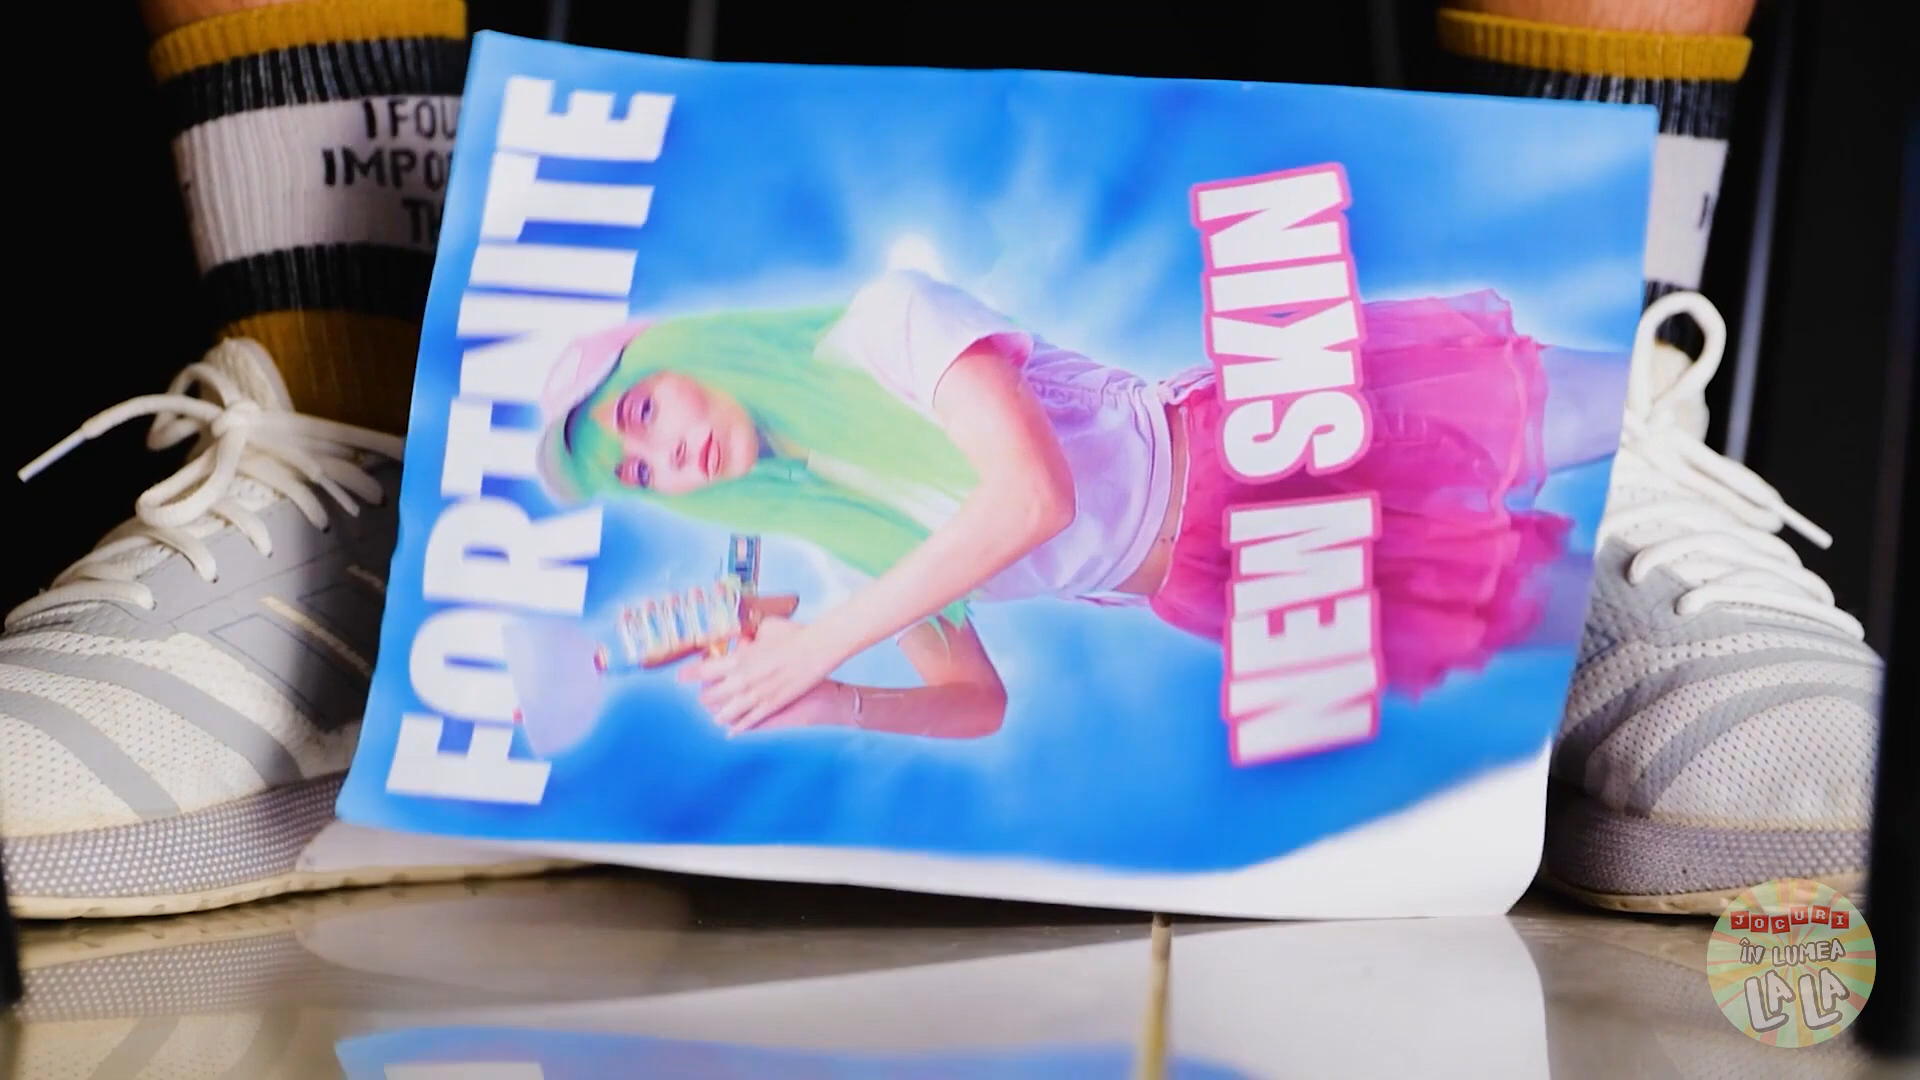 I FOU
IMPO
TH
FORTNITE
NEW SKIN
JOCURI
ÎN LUMEA
LA LA